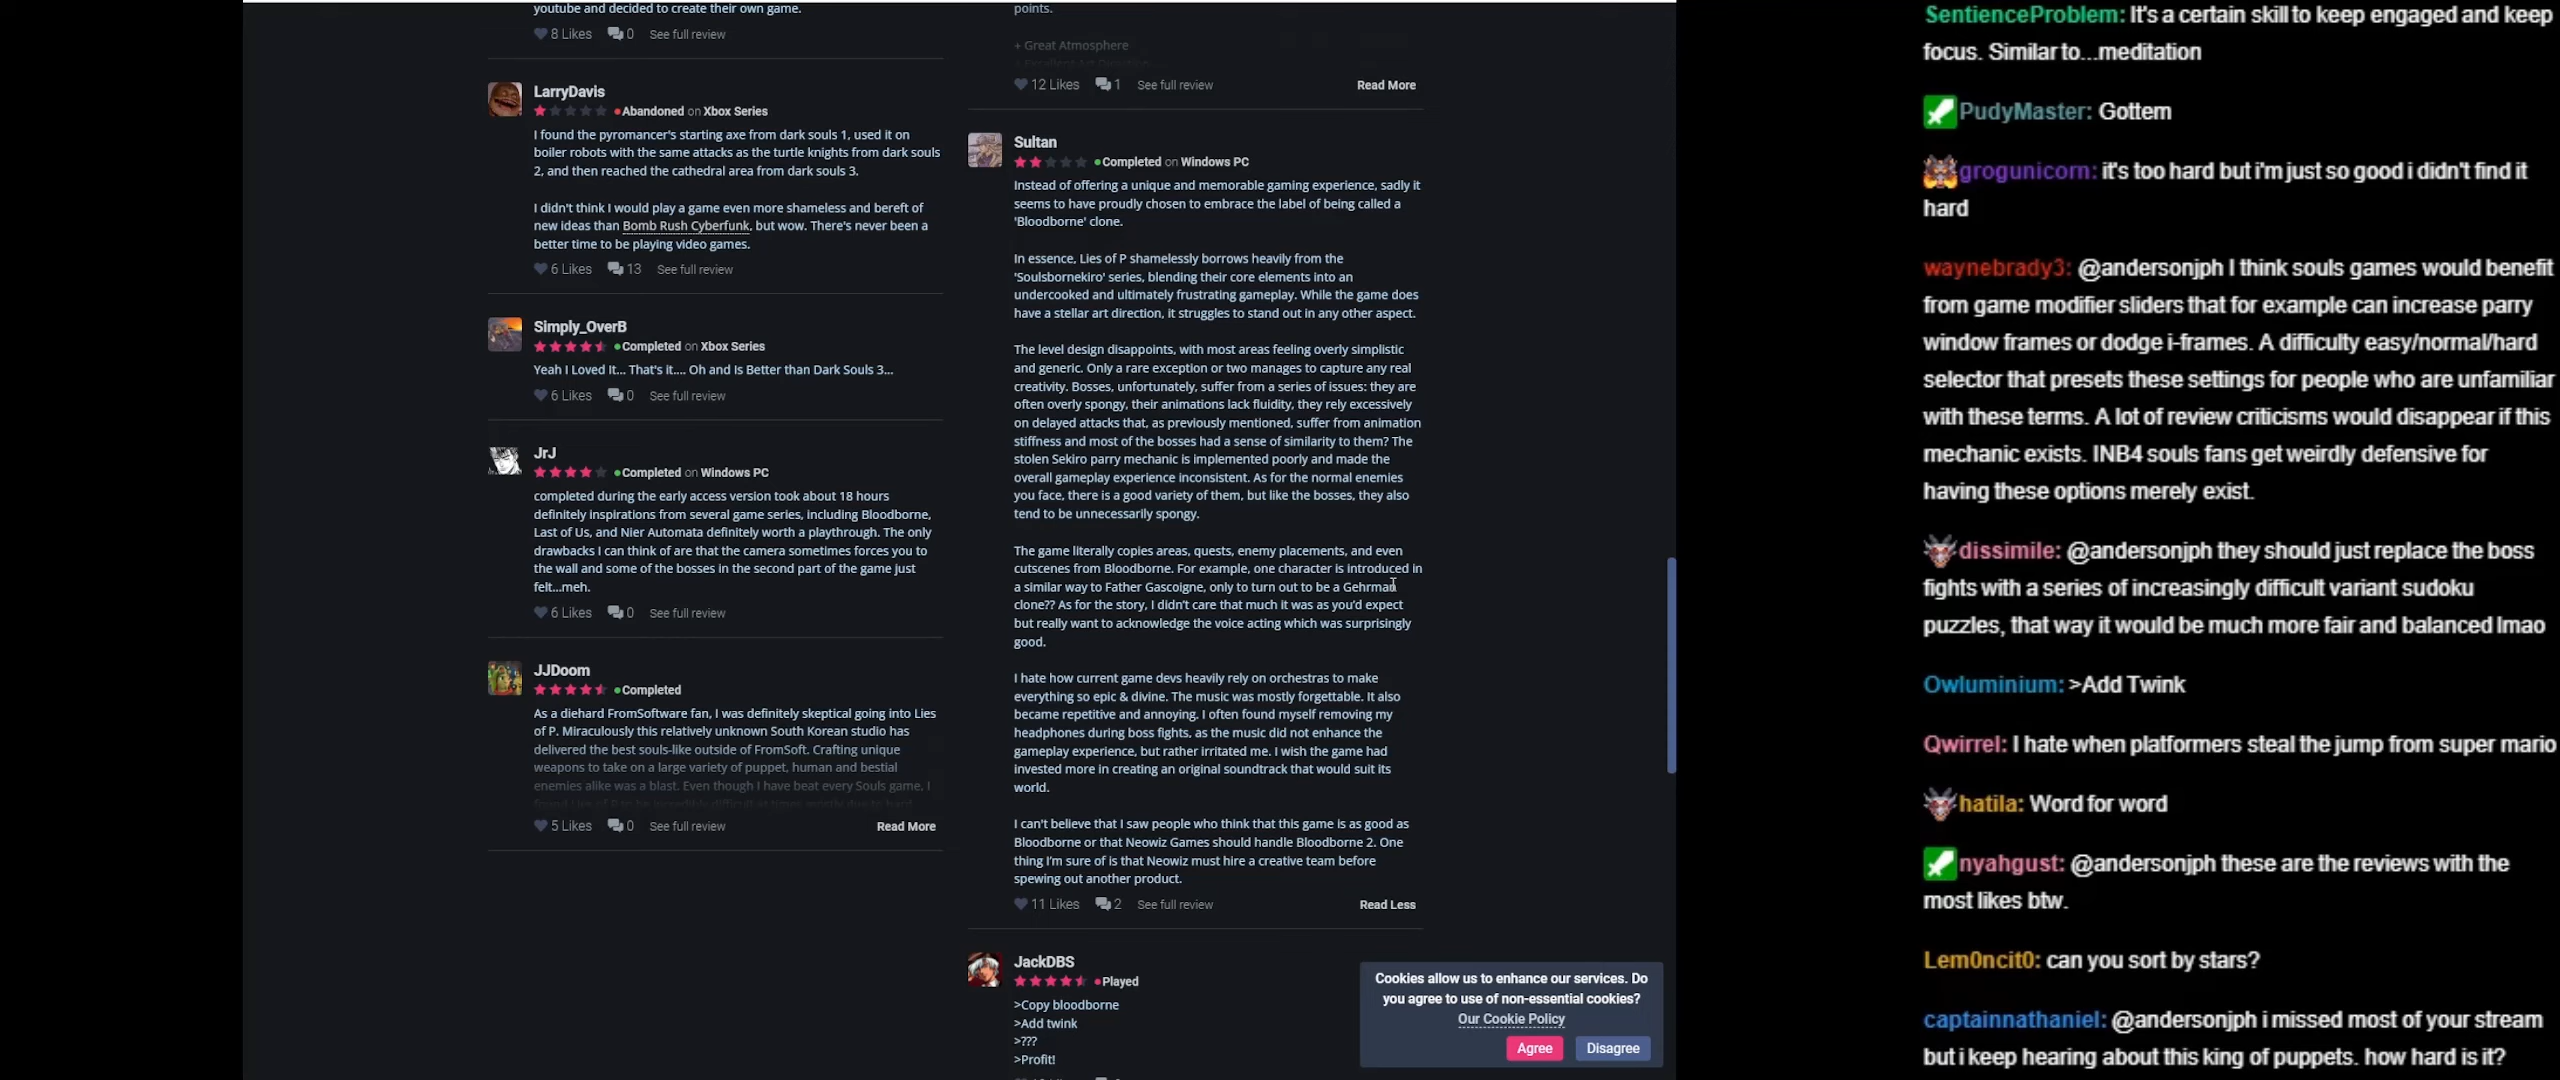 youtube and decided to create their own game.
8 Likes 0 See full review
LarryDavis
Abandoned on Xbox Series
I found the pyromancer's starting axe from dark souls 1, used it on
boiler robots with the same attacks as the turtle knights from dark souls
2, and then reached the cathedral area from dark souls 3.
I didn't think I would play a game even more shameless and bereft of
new ideas than Bomb Rush Cyberfunk, but wow. There's never been a
better time to be playing video games.
6 Likes 13 See full review
Simply_OverB
Completed on Xbox Series
Yeah I Loved It... That's it.... Oh and Is Better than Dark Souls 3...
6 Likes 0 See full review
JrJ
Completed on Windows PC
completed during the early access version took about 18 hours
definitely inspirations from several game series, including Bloodborne,
Last of Us, and Nier Automata definitely worth a playthrough. The only
drawbacks I can think of are that the camera sometimes forces you to
the wall and some of the bosses in the second part of the game just
felt...meh.
6 Likes 0 See full review
JJDoom
Completed
As a diehard FromSoftware fan, I was definitely skeptical going into Lies
of P. Miraculously this relatively unknown South Korean studio has
delivered the best souls-like outside of FromSoft. Crafting unique
weapons to take on a large variety of puppet, human and bestial
enemies alike was a blast. Even though I have beat every Souls game, I
found Lies of P to be incredibly difficult at times mostly due to hard
5 Likes 0 See full review Read More
points.
+ Great Atmosphere
+ Excellent Art Direction
12 Likes 1 See full review Read More
Sultan
Completed on Windows PC
Instead of offering a unique and memorable gaming experience, sadly it
seems to have proudly chosen to embrace the label of being called a
'Bloodborne' clone.
In essence, Lies of P shamelessly borrows heavily from the
'Soulsbornekiro' series, blending their core elements into an
undercooked and ultimately frustrating gameplay. While the game does
have a stellar art direction, it struggles to stand out in any other aspect.
The level design disappoints, with most areas feeling overly simplistic
and generic. Only a rare exception or two manages to capture any real
creativity. Bosses, unfortunately, suffer from a series of issues: they are
often overly spongy, their animations lack fluidity, they rely excessively
on delayed attacks that, as previously mentioned, suffer from animation
stiffness and most of the bosses had a sense of similarity to them? The
stolen Sekiro parry mechanic is implemented poorly and made the
overall gameplay experience inconsistent. As for the normal enemies
you face, there is a good variety of them, but like the bosses, they also
tend to be unnecessarily spongy.
The game literally copies areas, quests, enemy placements, and even
cutscenes from Bloodborne. For example, one character is introduced in
a similar way to Father Gascoigne, only to turn out to be a Gehrman
clone?? As for the story, I didn't care that much it was as you'd expect
but really want to acknowledge the voice acting which was surprisingly
good.
I hate how current game devs heavily rely on orchestras to make
everything so epic & divine. The music was mostly forgettable. It also
became repetitive and annoying. I often found myself removing my
headphones during boss fights, as the music did not enhance the
gameplay experience, but rather irritated me. I wish the game had
invested more in creating an original soundtrack that would suit its
world.
I can't believe that I saw people who think that this game is as good as
Bloodborne or that Neowiz Games should handle Bloodborne 2. One
thing I'm sure of is that Neowiz must hire a creative team before
spewing out another product.
11 Likes 2 See full review Read Less
JackDBS
Played
>Copy bloodborne
>Add twink
>???
>Profit!
Cookies allow us to enhance our services. Do
you agree to use of non-essential cookies?
Our Cookie Policy
Agree Disagree
SentienceProblem: It's a certain skill to keep engaged and keep
focus. Similar to...meditation
PudyMaster: Gottem
grogunicorn: it's too hard but i'm just so good i didn't find it
hard
waynebrady3: @andersonjph I think souls games would benefit
from game modifier sliders that for example can increase parry
window frames or dodge i-frames. A difficulty easy/normal/hard
selector that presets these settings for people who are unfamiliar
with these terms. A lot of review criticisms would disappear if this
mechanic exists. INB4 souls fans get weirdly defensive for
having these options merely exist.
dissimile: @andersonjph they should just replace the boss
fights with a series of increasingly difficult variant sudoku
puzzles, that way it would be much more fair and balanced lmao
Owluminium: >Add Twink
Qwirrel: I hate when platformers steal the jump from super mario
hatila: Word for word
nyahgust: @andersonjph these are the reviews with the
most likes btw.
Lem0ncit0: can you sort by stars?
captainnathaniel: @andersonjph i missed most of your stream
but i keep hearing about this king of puppets. how hard is it?